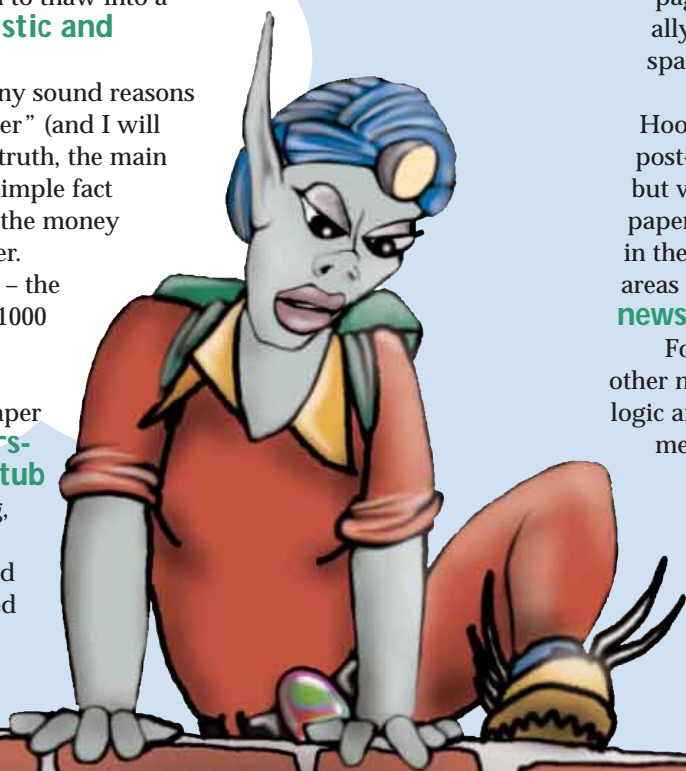 to thaw into a
stic and
ny sound reasons
er” (and I will
truth, the main
imple fact
the money
er.
– the
1000
aper
rs-
tub
g,
d
ed
pag
ally
spa
Hoo
post-
but v
paper
in the
areas
news
Fo
other n
logic an
me